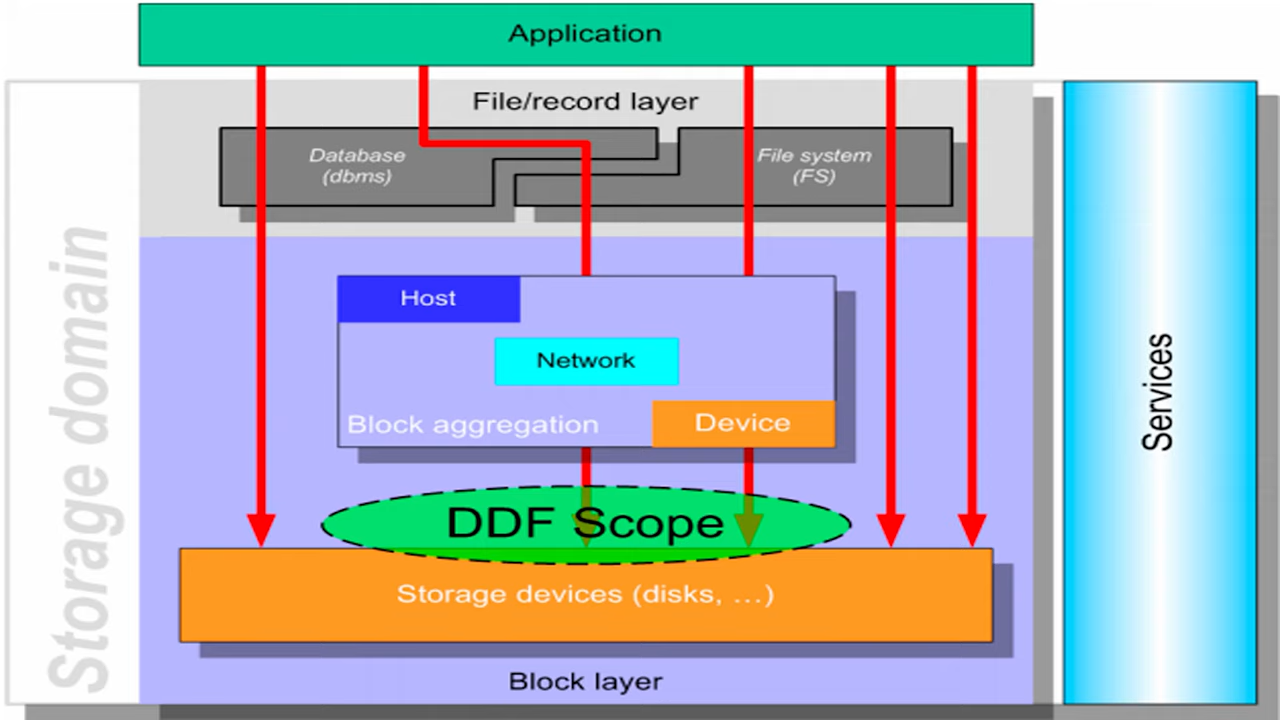 Application
File/record layer
Database
(dbms)
File system
(FS)
Host
Network
Block aggregation
Device
DDF Scope
Storage devices (disks, ...)
Block layer
Storage domain
Services